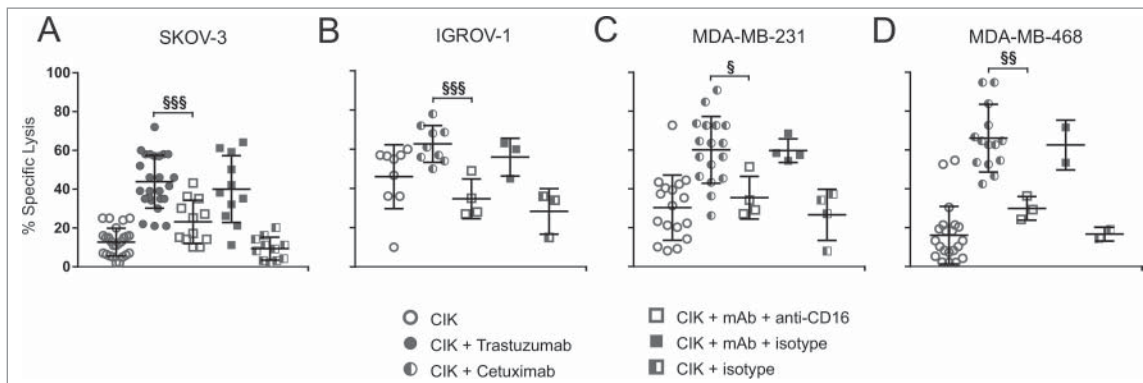 A
SKOV-3
B
IGROV-1
C
MDA-MB-231
D
MDA-MB-468
% Specific Lysis
100
80
60
40
20
0
§§§
§§§
§
§§
CIK
CIK + Trastuzumab
CIK + Cetuximab
CIK + mAb + anti-CD16
CIK + mAb + isotype
CIK + isotype